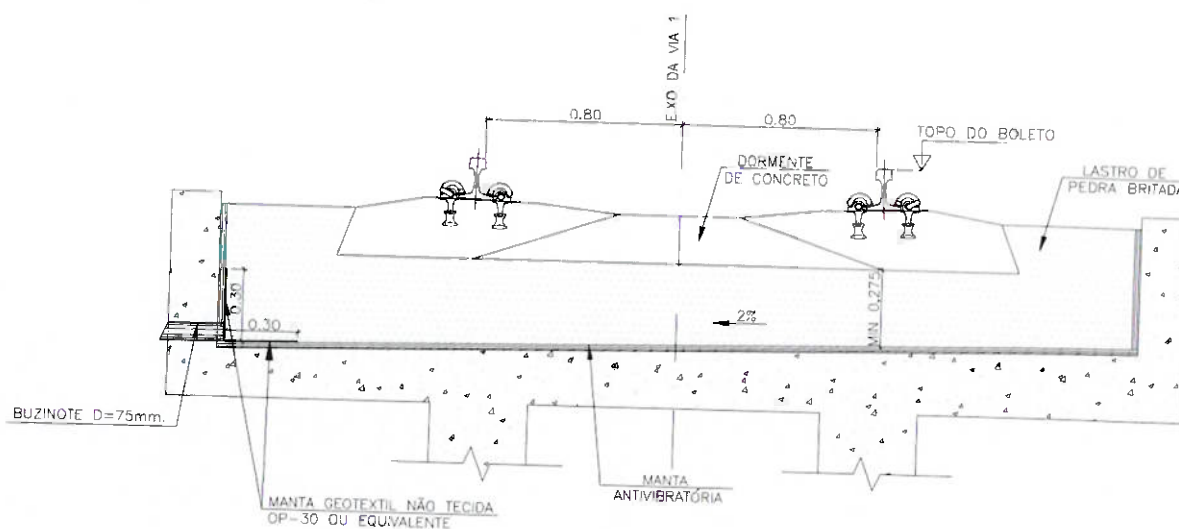 EIXO DA VIA 1
0.80
0.80
TOPO DO BOLETO
DORMENTE
DE CONCRETO
LASTRO DE
PEDRA BRITADA
0.30
0.30
2%
MIN 0,275
BUZINOTE D=75mm.
MANTA GEOTEXTIL NÃO TECIDA
OP-30 OU EQUIVALENTE
MANTA
ANTIVIBRATÓRIA